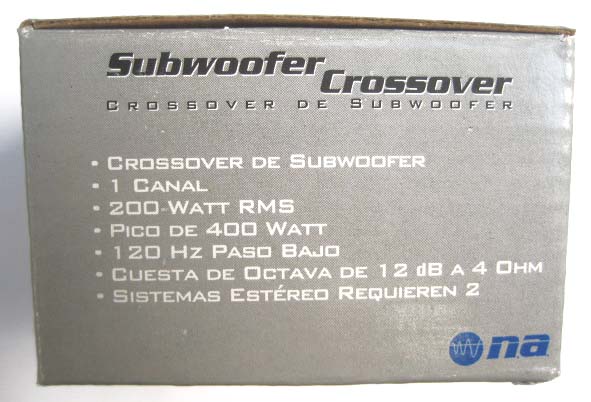 Subwoofer
Crossover
CROSSOVER DE SUBWOOFER
• CROSSOVER DE SUBWOOFER
• 1 CANAL
• 200-WATT RMS
• PICO DE 400 WATT
• 120 HZ PASO BAJO
• CUESTA DE OCTAVA DE 12 dB A 4 OHM
• SISTEMAS ESTÉREO REQUIEREN 2
n.a.